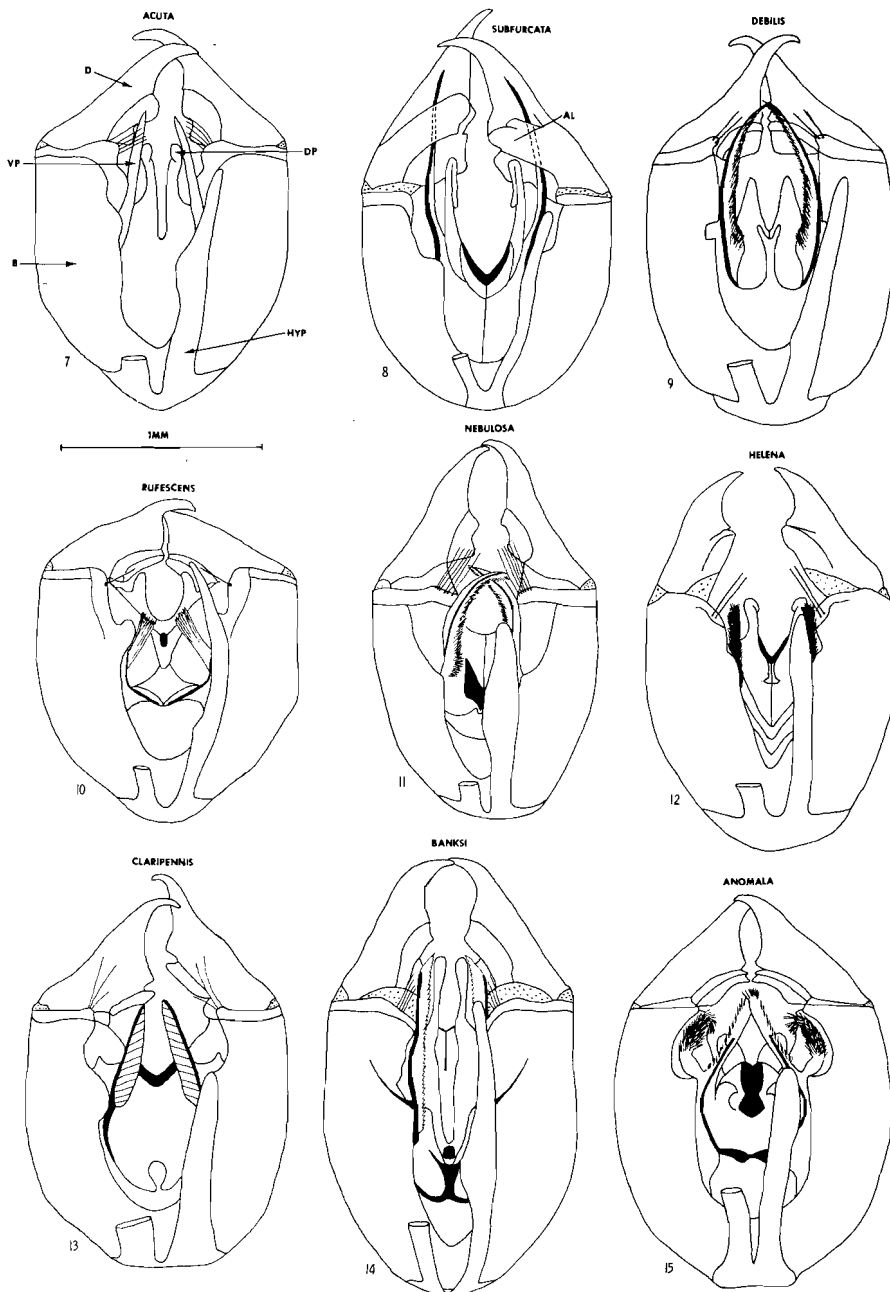 ACUTA
SUBFURCATA
DEBILIS
D
AL
VP
DP
B
HYP
7
8
9
1MM
NEBULOSA
RUFESCENS
HELENA
10
11
12
CLARIPENNIS
BANKSI
ANOMALA
13
14
15